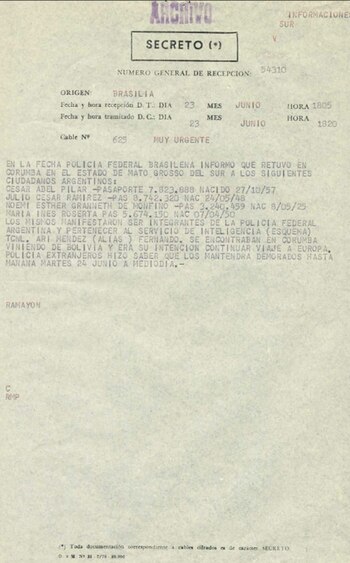 ARCHIVO
INFORMACIONES
SUR
V
SECRETO (*)
NUMERO GENERAL DE RECEPCION: 54310
ORIGEN: BRASILIA
Fecha y hora recepción D. T.: DIA 23 MES JUNIO HORA 1805
Fecha y hora tramitado D. C.: DIA 23 MES JUNIO HORA 1820
Cable Nº 625 MUY URGENTE
EN LA FECHA POLICIA FEDERAL BRASILEÑA INFORMO QUE RETUVO EN
CORUMBA EN EL ESTADO DE MATO GROSSO DEL SUR A LOS SIGUIENTES
CIUDADANOS ARGENTINOS:
CESAR ABEL PILAR -PASAPORTE 7.823.888 NACIDO 27/10/57
JULIO CESAR RAMIREZ -PAS 8.742.320 NAC 24/05/48
NOEMI ESTHER GIANNETTI DE MOLFINO -PAS 3.240.459 NAC 8/05/25
MARIA INES ROSERTA PAS 5.674.130 NAC 07/04/50
LOS MISMOS MANIFESTARON SER INTEGRANTES DE LA POLICIA FEDERAL
ARGENTINA Y PERTENECER AL SERVICIO DE INTELIGENCIA (ESQUEMA)
TCNL. ARI MENDEZ (ALIAS ) FERNANDO. SE ENCONTRABAN EN CORUMBA
VINIENDO DE BOLIVIA Y ERA SU INTENCION CONTINUAR VIAJE A EUROPA.
POLICIA EXTRANJEROS HIZO SABER QUE LOS MANTENDRA DEMORADOS HASTA
MAÑANA MARTES 24 JUNIO A MEDIODIA.-
RAMAYON
C
RMP
(*) Toda documentación correspondiente a cables cifrados es de carácter SECRETO